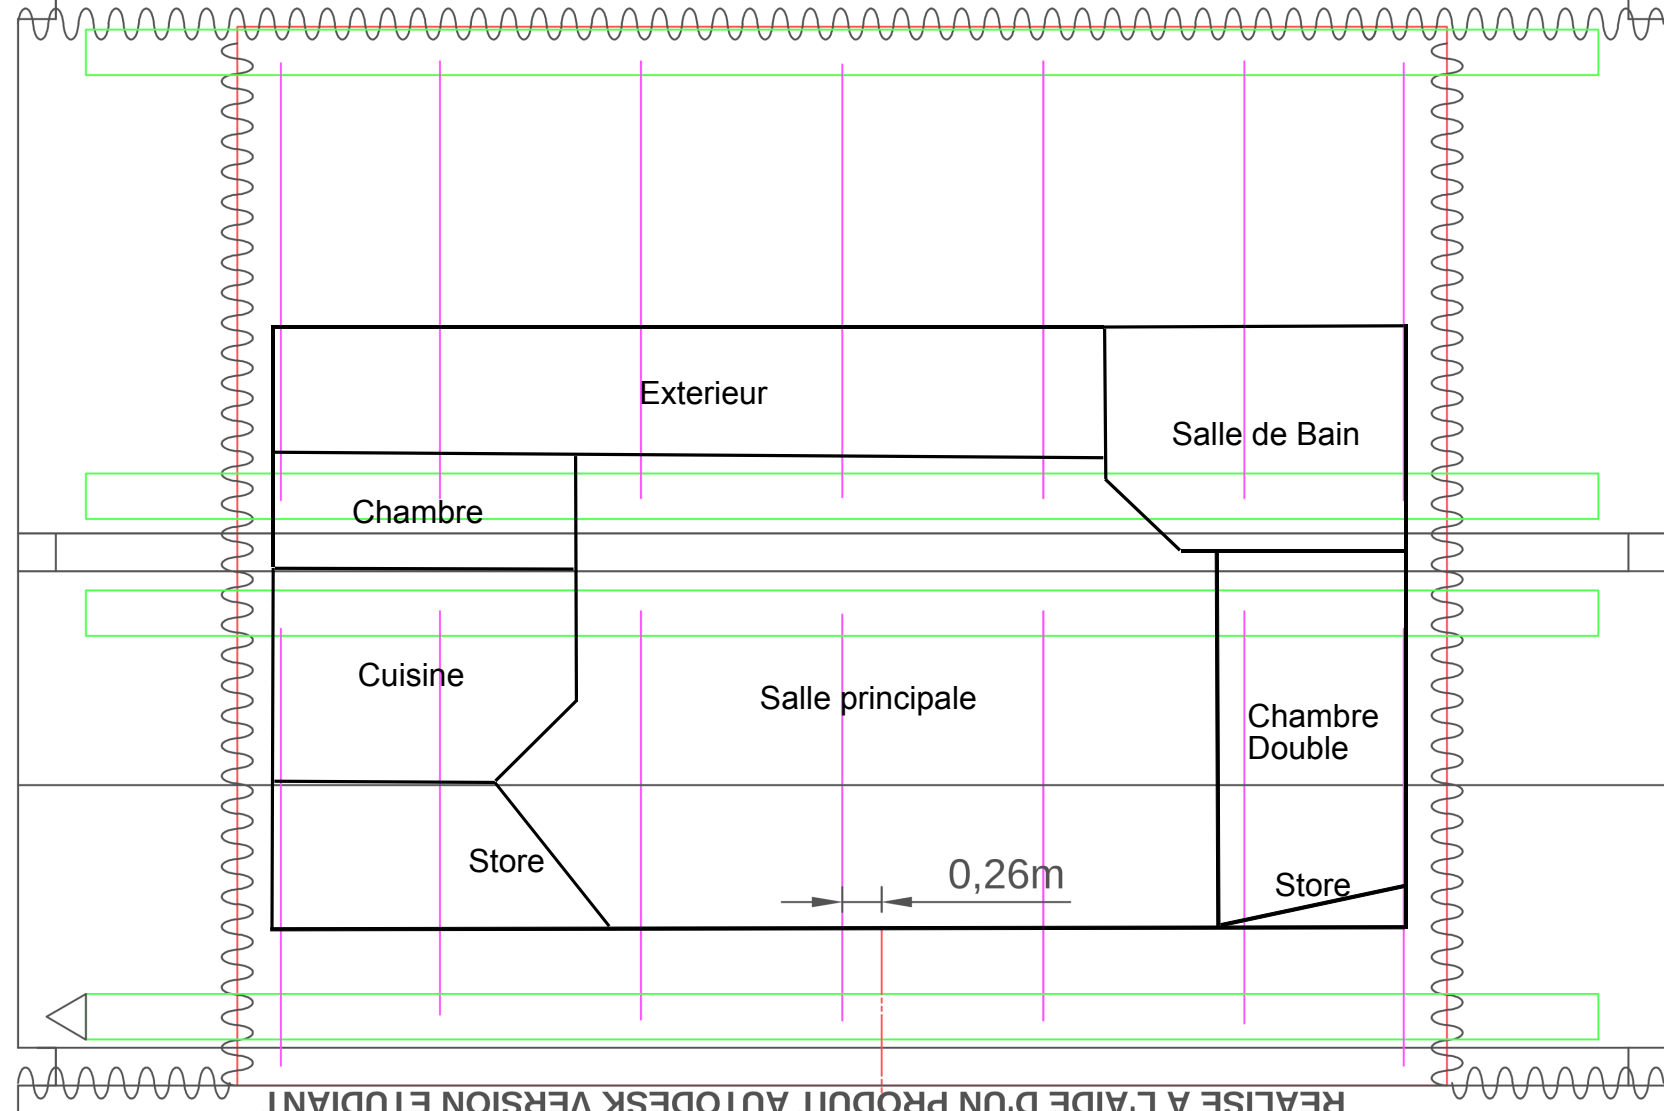 Exterieur
Salle de Bain
Chambre
Cuisine
Salle principale
Chambre
Double
Store
0,26m
Store
REALISE A L'AIDE D'UN PRODUIT AUTODESK VERSION ETUDIANT